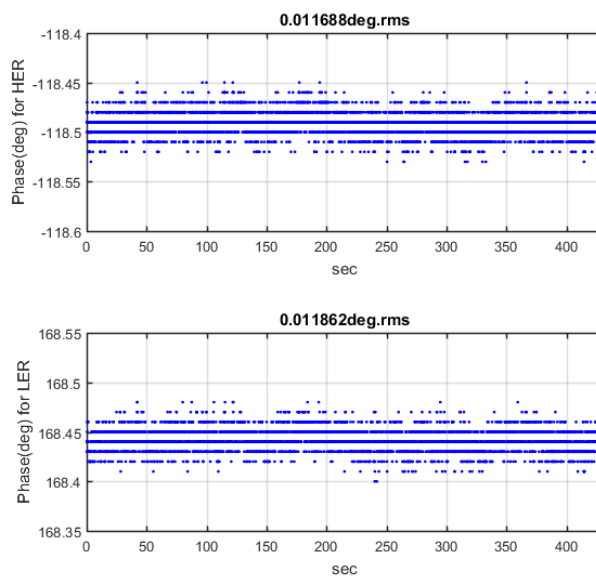 0.011688deg.rms
-118.4
-118.45
-118.5
-118.55
-118.6
Phase(deg) for HER
0 50 100 150 200 250 300 350 400
sec
0.011862deg.rms
168.55
168.5
168.45
168.4
168.35
Phase(deg) for LER
0 50 100 150 200 250 300 350 400
sec